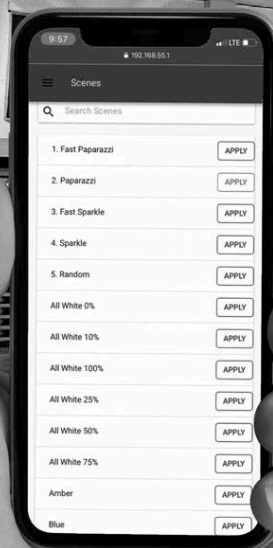 9:57
LTE
192.168.55.1
Scenes
Search Scenes
1. Fast Paparazzi APPLY
2. Paparazzi APPLY
3. Fast Sparkle APPLY
4. Sparkle APPLY
5. Random APPLY
All White 0% APPLY
All White 10% APPLY
All White 100% APPLY
All White 25% APPLY
All White 50% APPLY
All White 75% APPLY
Amber APPLY
Blue APPLY